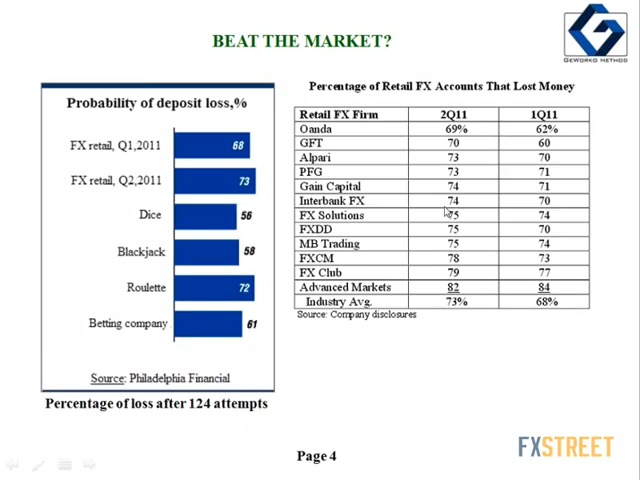 BEAT THE MARKET?
GEWORKO METHOD
Probability of deposit loss,%
FX retail, Q1,2011 68
FX retail, Q2,2011 73
Dice 56
Blackjack 58
Roulette 72
Betting company 61
Source: Philadelphia Financial
Percentage of loss after 124 attempts
Percentage of Retail FX Accounts That Lost Money
Retail FX Firm 2Q11 1Q11
Oanda 69% 62%
GFT 70 60
Alpari 73 70
PFG 73 71
Gain Capital 74 71
Interbank FX 74 70
FX Solutions 75 74
FXDD 75 70
MB Trading 75 74
FXCM 78 73
FX Club 79 77
Advanced Markets 82 84
Industry Avg. 73% 68%
Source: Company disclosures
Page 4
FXSTREET